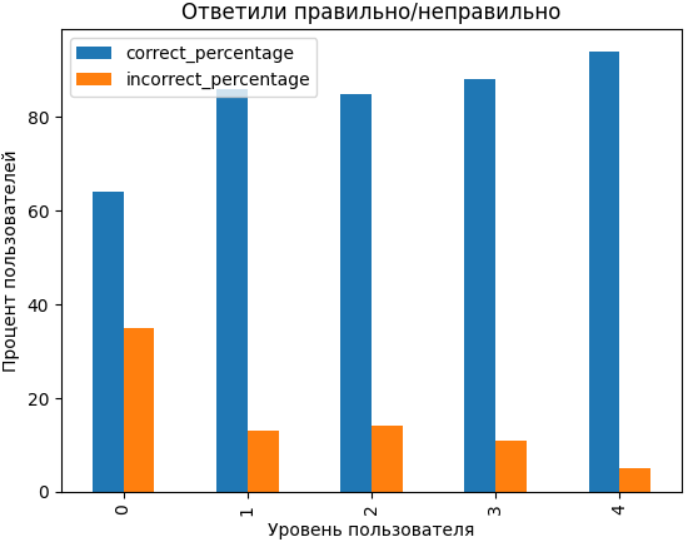 Ответили правильно/неправильно
correct_percentage
incorrect_percentage
Процент пользователей
80
60
40
20
0
0 1 2 3 4
Уровень пользователя